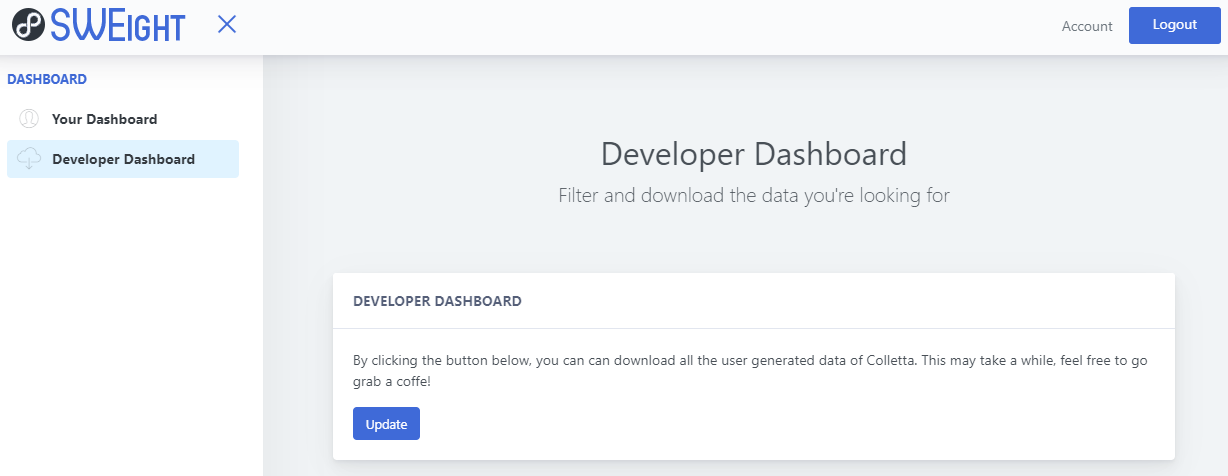 SWEIGHT
Account
Logout
DASHBOARD
Your Dashboard
Developer Dashboard
Developer Dashboard
Filter and download the data you're looking for
DEVELOPER DASHBOARD
By clicking the button below, you can can download all the user generated data of Colletta. This may take a while, feel free to go
grab a coffe!
Update